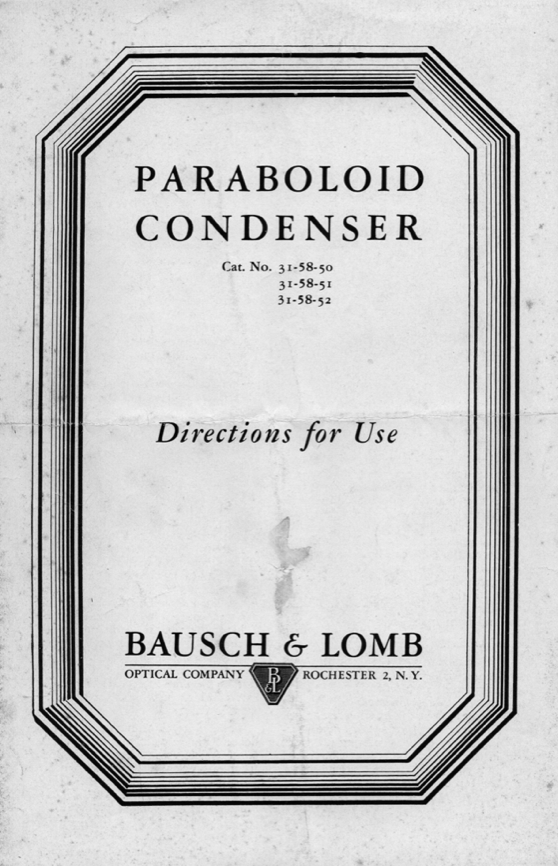 PARABOLOID
CONDENSER
Cat. No. 31-58-50
31-58-51
31-58-52
Directions for Use
BAUSCH & LOMB
OPTICAL COMPANY B&L ROCHESTER 2, N. Y.